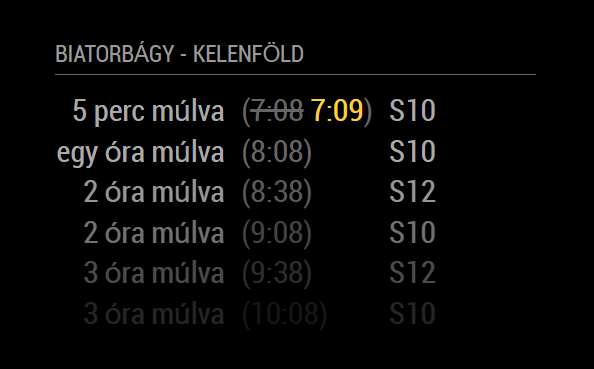 BIATORBÁGY - KELENFÖLD
5 perc múlva (7:08 7:09) S10
egy óra múlva (8:08) S10
2 óra múlva (8:38) S12
2 óra múlva (9:08) S10
3 óra múlva (9:38) S12
3 óra múlva (10:08) S10